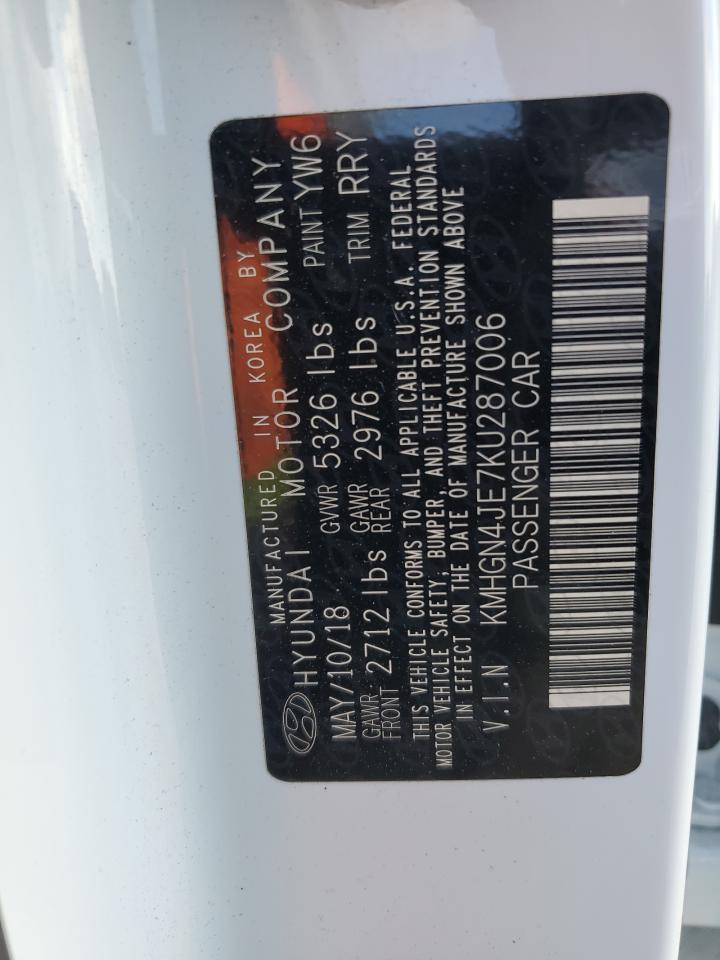 MANUFACTURED IN KOREA BY
HYUNDAI MOTOR COMPANY
MAY/10/18 GVWR 5326 lbs PAINT YW6
GAWR FRONT 2712 lbs GAWR REAR 2976 lbs TRIM RRY
THIS VEHICLE CONFORMS TO ALL APPLICABLE U.S.A. FEDERAL
MOTOR VEHICLE SAFETY, BUMPER, AND THEFT PREVENTION STANDARDS
IN EFFECT ON THE DATE OF MANUFACTURE SHOWN ABOVE
V.I.N KMHGN4JE7KU287006
PASSENGER CAR